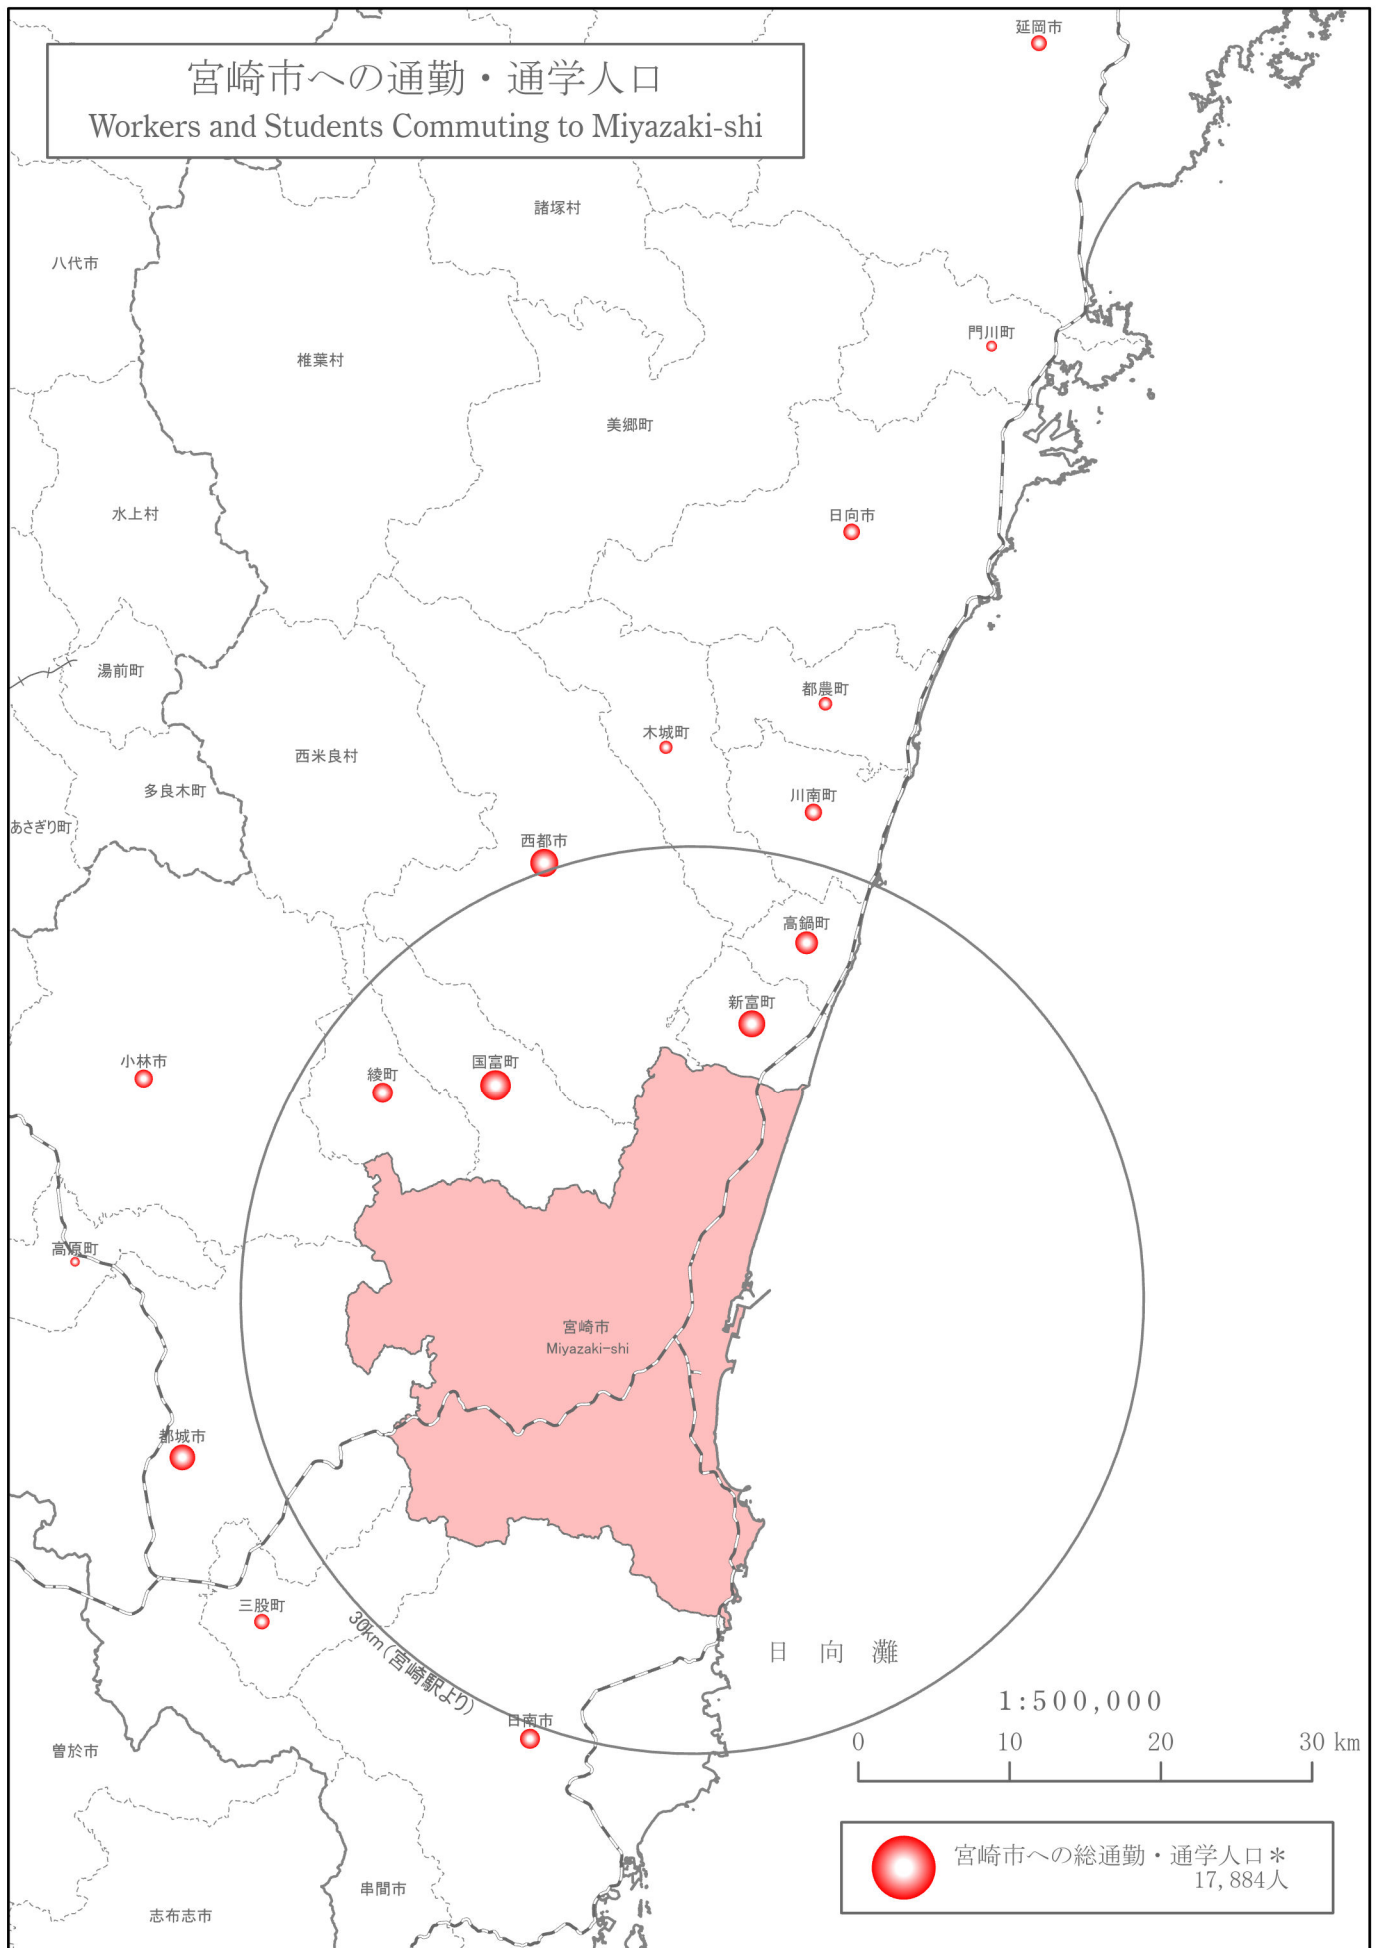 延岡市
宮崎市への通勤・通学人口
Workers and Students Commuting to Miyazaki-shi
諸塚村
八代市
門川町
椎葉村
美郷町
水上村
日向市
湯前町
都農町
木城町
西米良村
多良木町
川南町
あさぎり町
西都市
高鍋町
新富町
小林市
国富町
綾町
高原町
宮崎市
Miyazaki-shi
都城市
三股町
30km(宮崎駅より)
日向灘
日南市
1:500,000
0 10 20 30 km
曽於市
宮崎市への総通勤・通学人口*
17,884人
串間市
志布志市